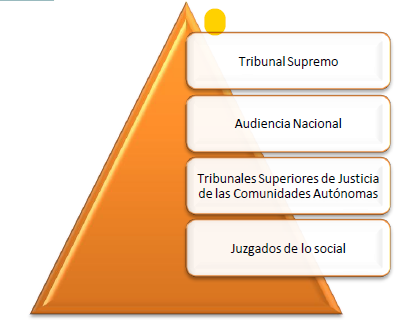 Tribunal Supremo
Audiencia Nacional
Tribunales Superiores de Justicia
de las Comunidades Autónomas
Juzgados de lo social